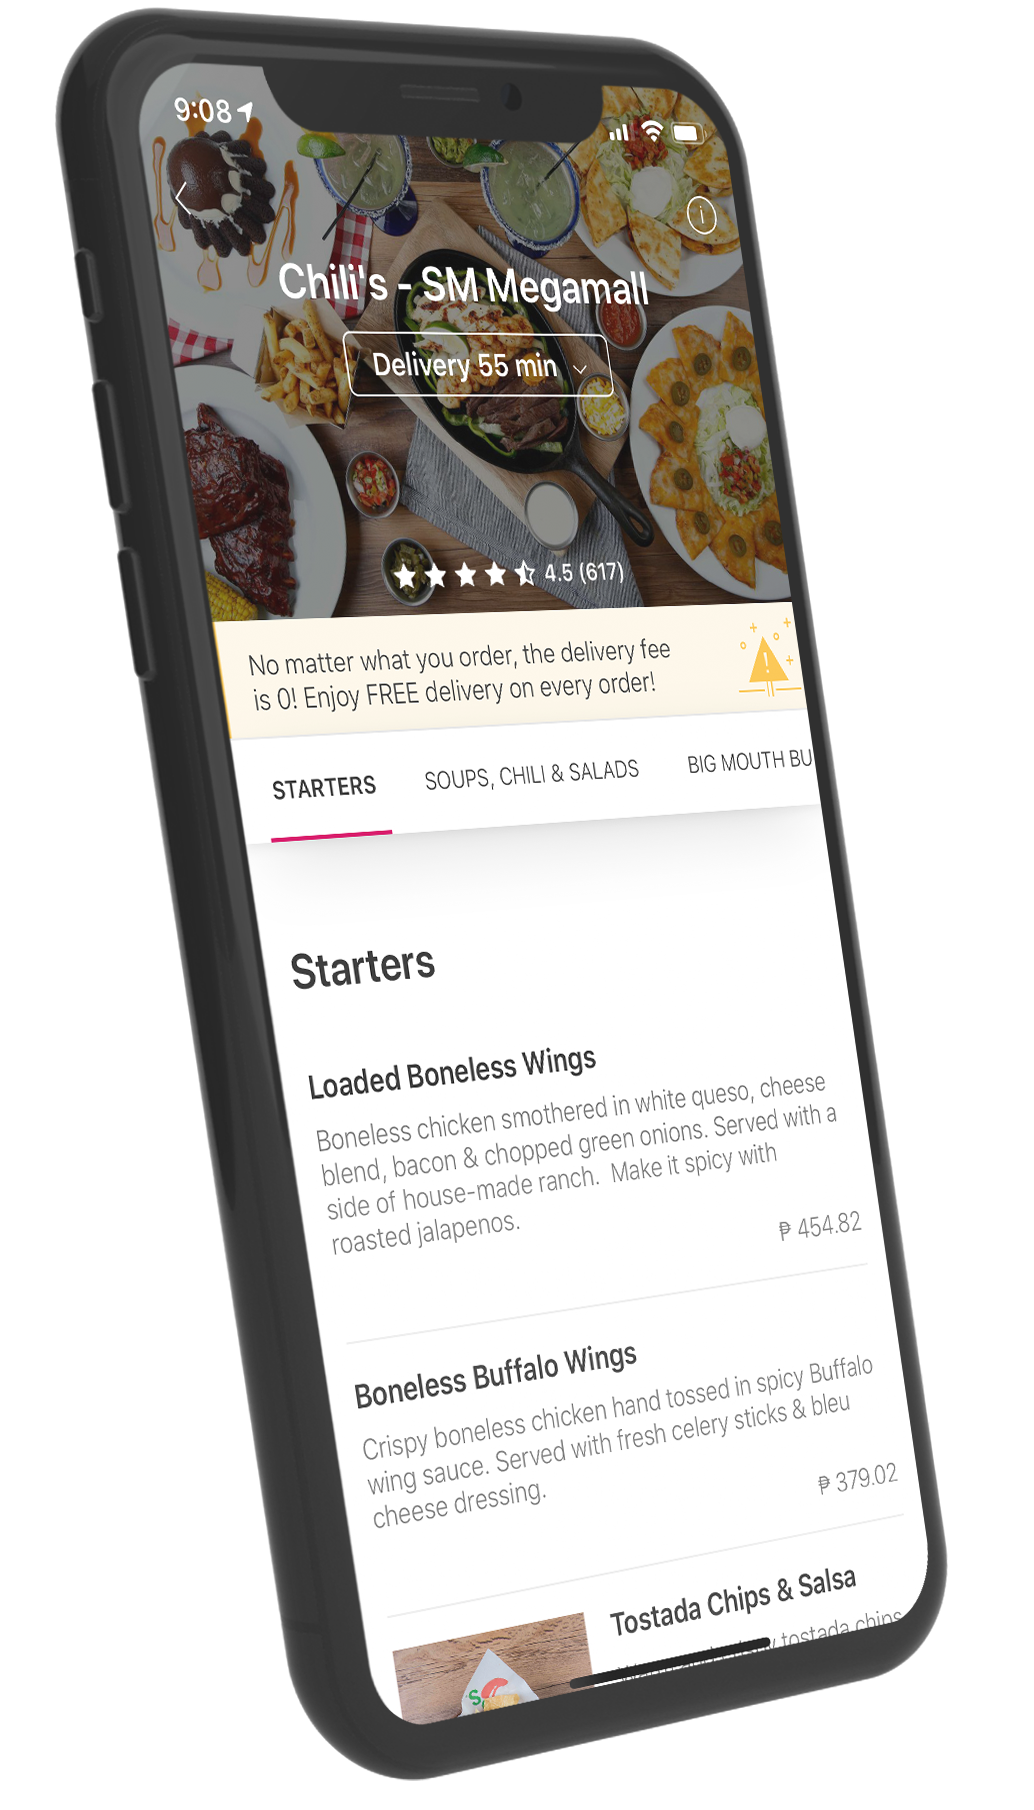 9:08
Chili's - SM Megamall
Delivery 55 min
4.5 (617)
No matter what you order, the delivery fee
is 0! Enjoy FREE delivery on every order!
STARTERS SOUPS, CHILI & SALADS BIG MOUTH BU
Starters
Loaded Boneless Wings
Boneless chicken smothered in white queso, cheese
blend, bacon & chopped green onions. Served with a
side of house-made ranch. Make it spicy with
roasted jalapenos.
₱ 454.82
Boneless Buffalo Wings
Crispy boneless chicken hand tossed in spicy Buffalo
wing sauce. Served with fresh celery sticks & bleu
cheese dressing.
₱ 379.02
Tostada Chips & Salsa
tostada chips